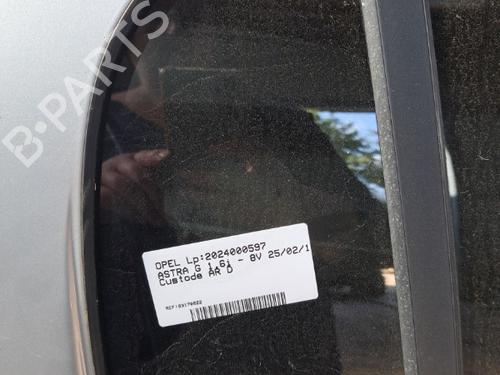 B-PARTS
OPEL Lp:2024000597
ASTRA G 1.6i - 8V 25/02/1
Custode AR D